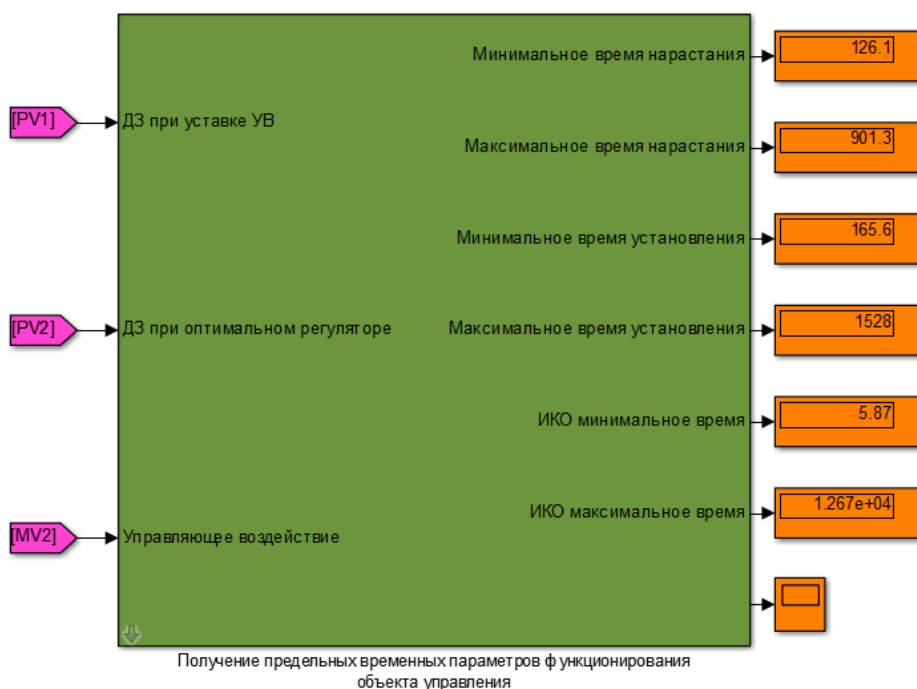 Минимальное время нарастания
126.1
[PV1]
ДЗ при уставке УВ
Максимальное время нарастания
901.3
Минимальное время установления
165.6
[PV2]
ДЗ при оптимальном регуляторе
Максимальное время установления
1528
ИКО минимальное время
5.87
ИКО максимальное время
1.267e+04
[MV2]
Управляющее воздействие
Получение предельных временных параметров функционирования
объекта управления